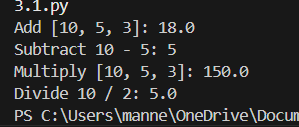 3.1.py
Add [10, 5, 3]: 18.0
Subtract 10 - 5: 5
Multiply [10, 5, 3]: 150.0
Divide 10 / 2: 5.0
PS C:\Users\manne\OneDrive\Docum